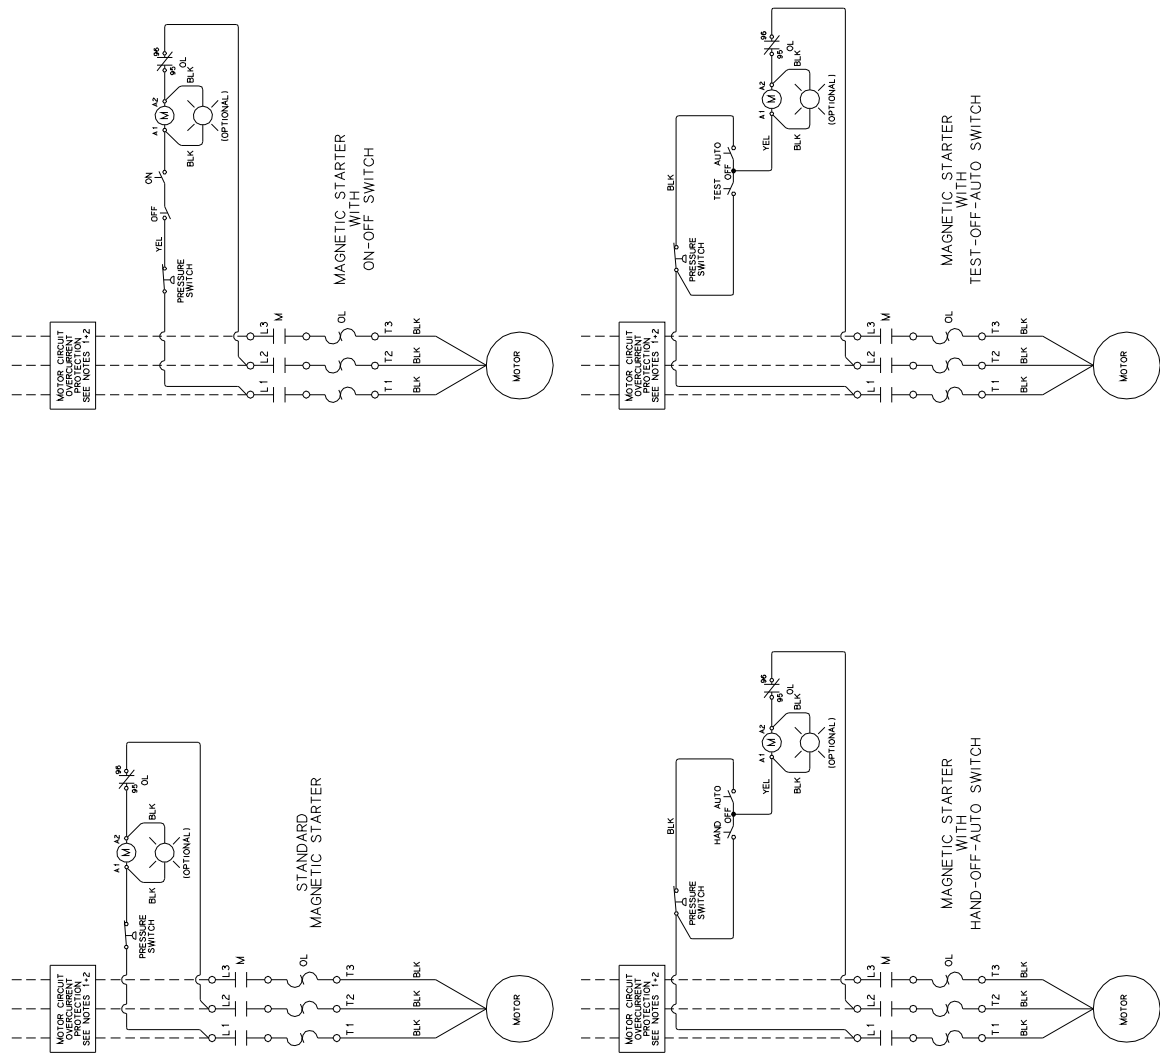 MOTOR CIRCUIT
OVERCURRENT
PROTECTION
SEE NOTES 1+2
PRESSURE
SWITCH
YEL
OFF
ON
A1
M
A2
95
96
OL
BLK
BLK
(OPTIONAL)
L1
L2
L3
M
OL
T1
T2
T3
BLK
BLK
BLK
MOTOR
MAGNETIC STARTER
WITH
ON-OFF SWITCH
MOTOR CIRCUIT
OVERCURRENT
PROTECTION
SEE NOTES 1+2
PRESSURE
SWITCH
BLK
TEST
OFF
AUTO
YEL
A1
M
A2
95
96
OL
BLK
BLK
(OPTIONAL)
L1
L2
L3
M
OL
T1
T2
T3
BLK
BLK
BLK
MOTOR
MAGNETIC STARTER
WITH
TEST-OFF-AUTO SWITCH
MOTOR CIRCUIT
OVERCURRENT
PROTECTION
SEE NOTES 1+2
PRESSURE
SWITCH
A1
M
A2
95
96
OL
BLK
BLK
(OPTIONAL)
L1
L2
L3
M
OL
T1
T2
T3
BLK
BLK
BLK
MOTOR
STANDARD
MAGNETIC STARTER
MOTOR CIRCUIT
OVERCURRENT
PROTECTION
SEE NOTES 1+2
PRESSURE
SWITCH
BLK
HAND
OFF
AUTO
YEL
A1
M
A2
95
96
OL
BLK
BLK
(OPTIONAL)
L1
L2
L3
M
OL
T1
T2
T3
BLK
BLK
BLK
MOTOR
MAGNETIC STARTER
WITH
HAND-OFF-AUTO SWITCH